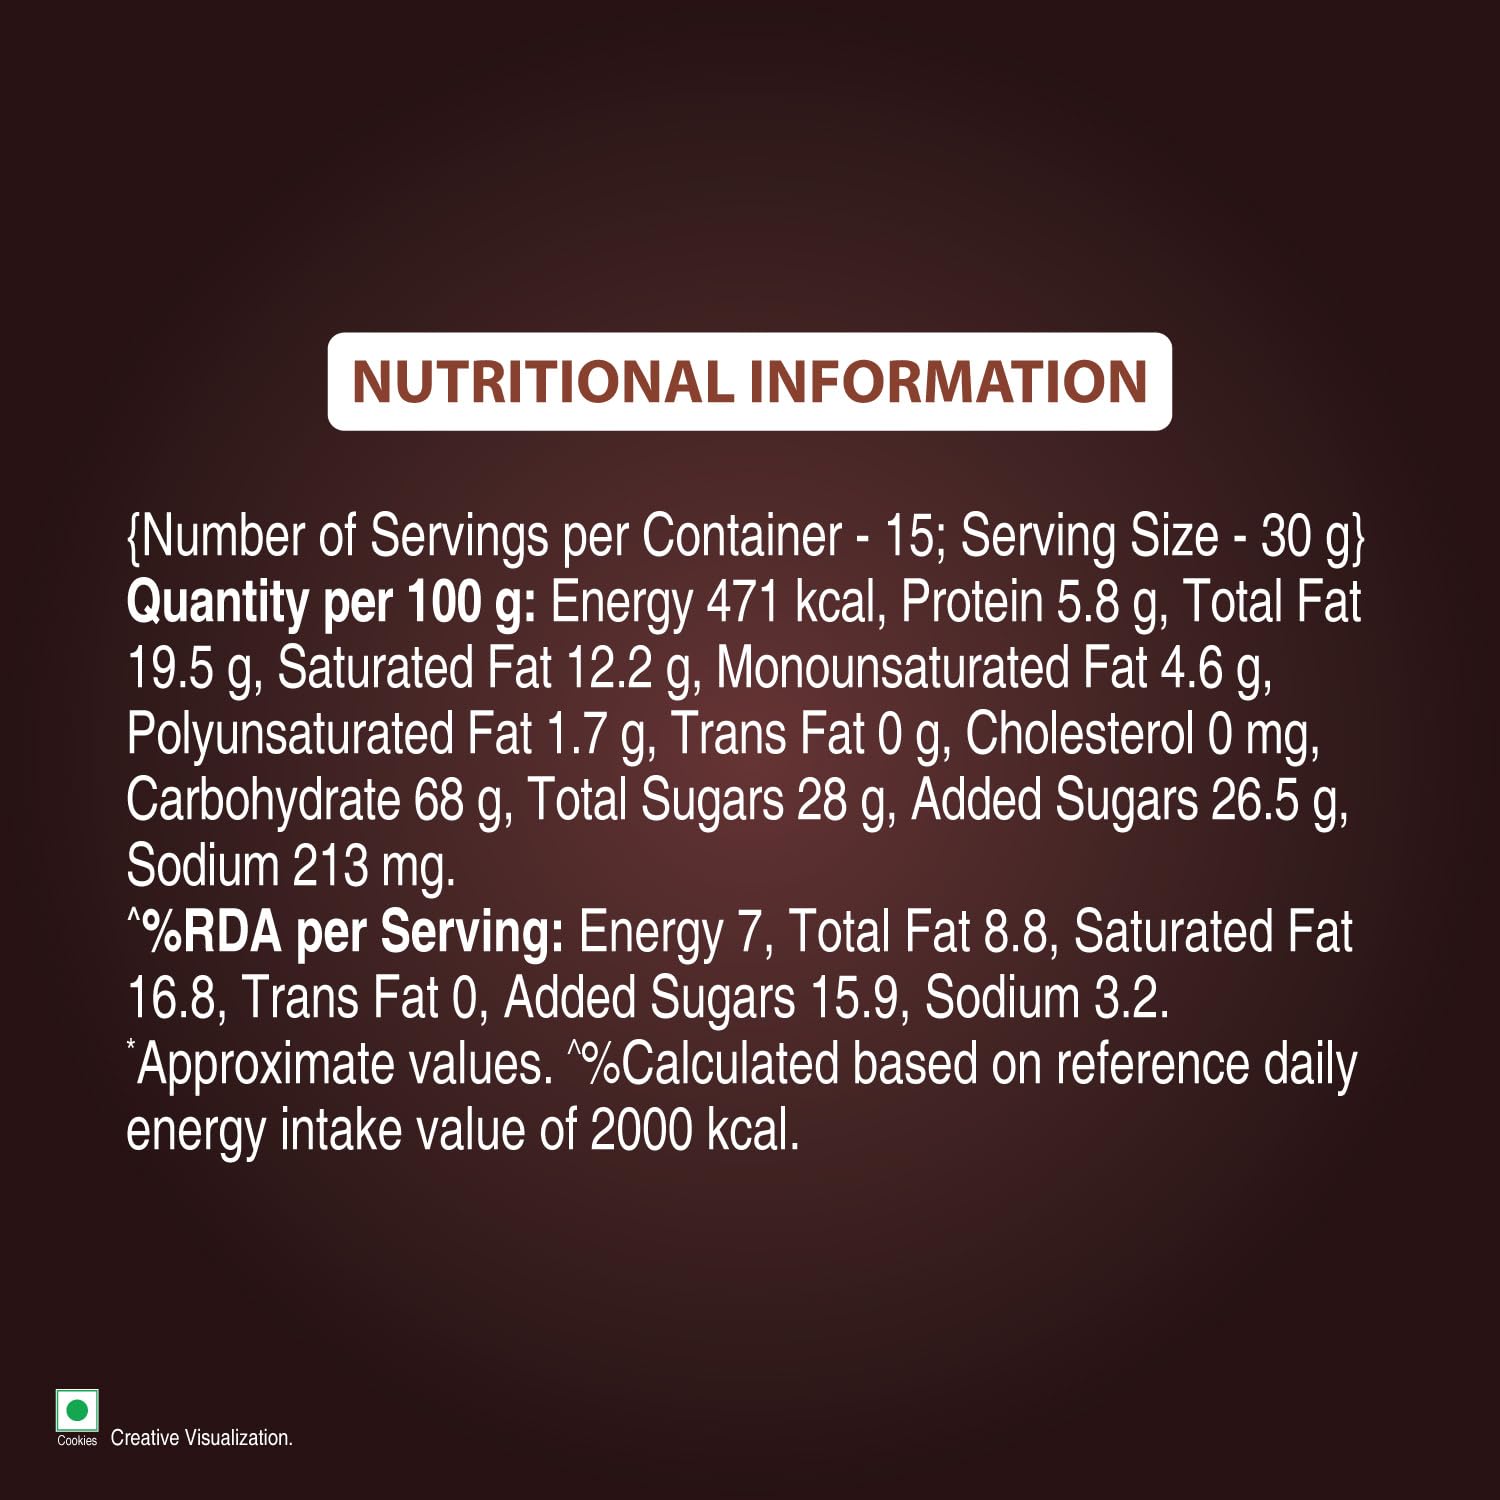 NUTRITIONAL INFORMATION
{Number of Servings per Container - 15; Serving Size - 30 g}
Quantity per 100 g: Energy 471 kcal, Protein 5.8 g, Total Fat
19.5 g, Saturated Fat 12.2 g, Monounsaturated Fat 4.6 g,
Polyunsaturated Fat 1.7 g, Trans Fat 0 g, Cholesterol 0 mg,
Carbohydrate 68 g, Total Sugars 28 g, Added Sugars 26.5 g,
Sodium 213 mg.
^%RDA per Serving: Energy 7, Total Fat 8.8, Saturated Fat
16.8, Trans Fat 0, Added Sugars 15.9, Sodium 3.2.
*Approximate values. ^%Calculated based on reference daily
energy intake value of 2000 kcal.
Cookies Creative Visualization.